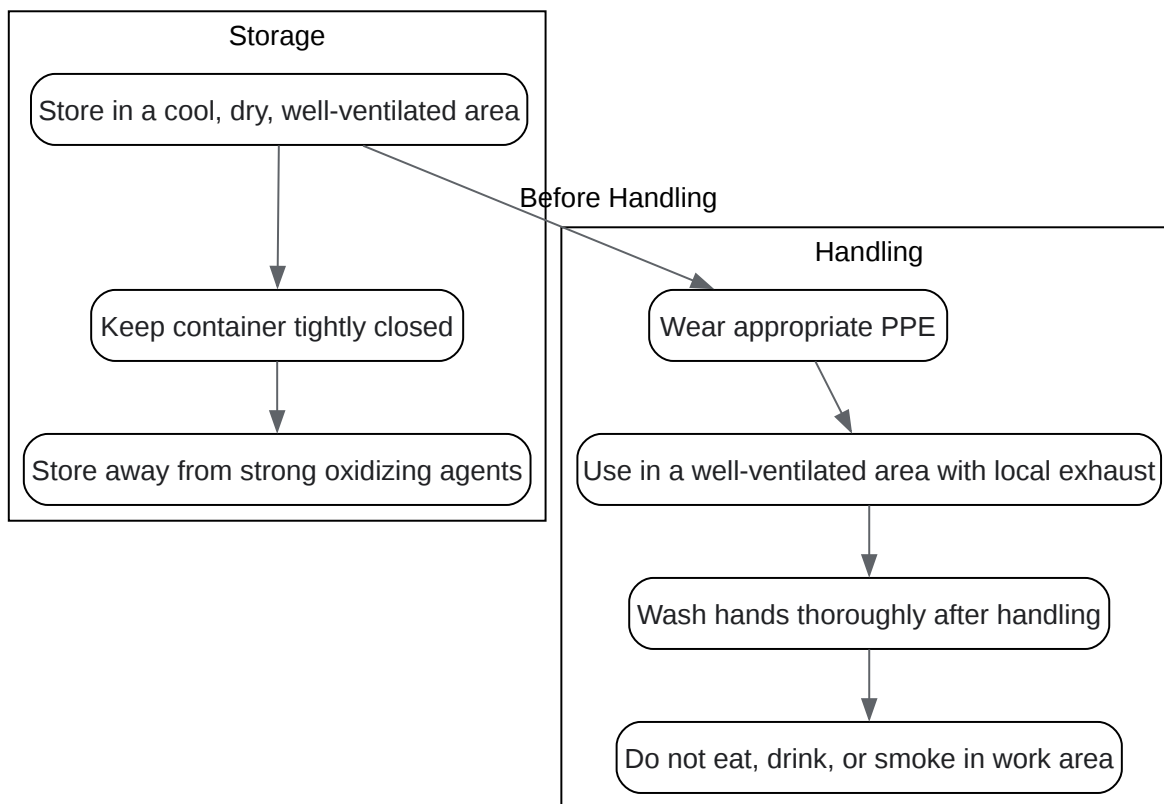 Storage
Store in a cool, dry, well-ventilated area
Before Handling
Handling
Keep container tightly closed
Wear appropriate PPE
Store away from strong oxidizing agents
Use in a well-ventilated area with local exhaust
Wash hands thoroughly after handling
Do not eat, drink, or smoke in work area